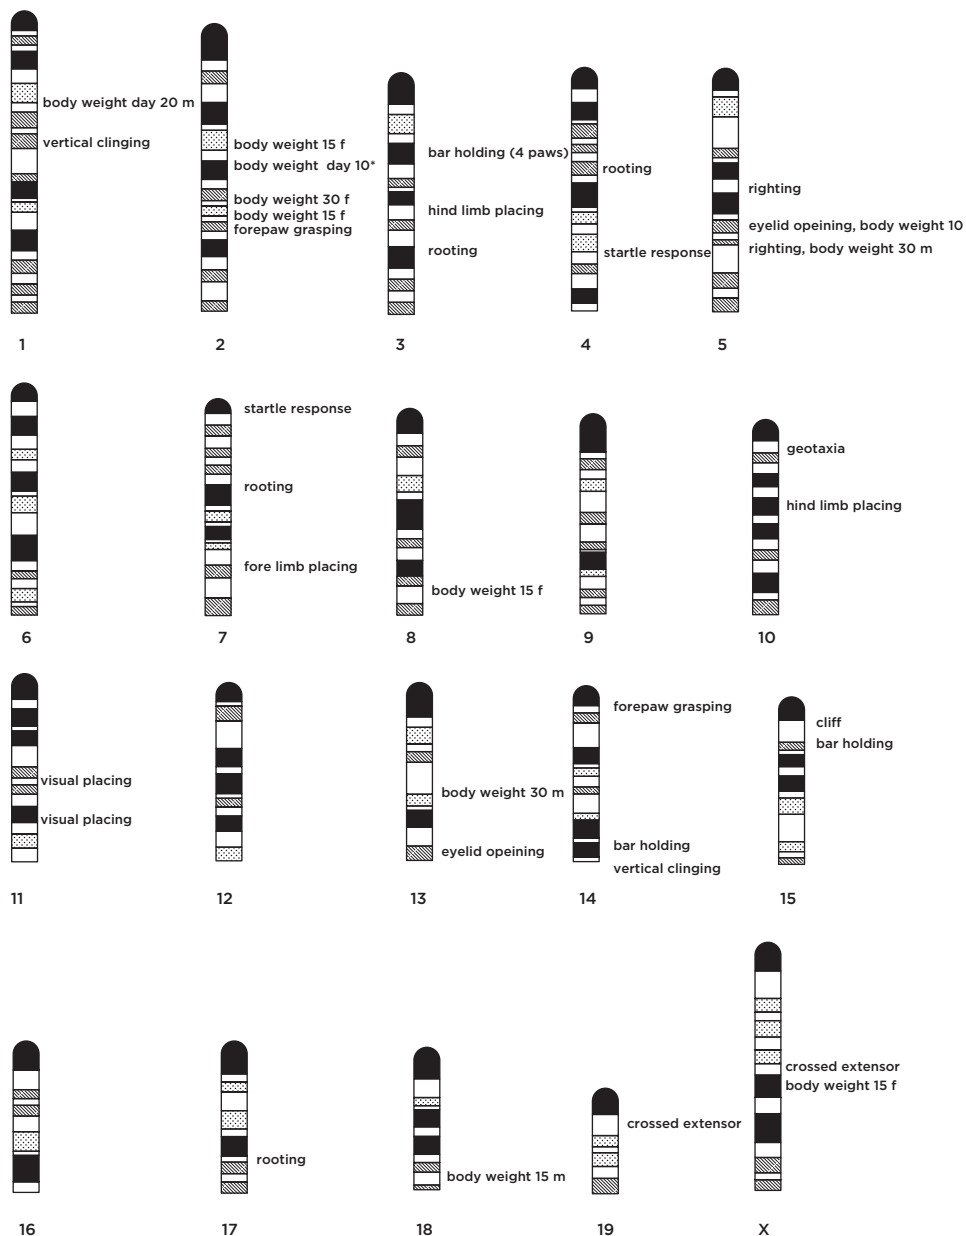 body weight day 20 m
vertical clinging
body weight 15 f
body weight  day 10*
body weight 30 f
body weight 15 f
forepaw grasping
bar holding (4 paws)
hind limb placing
rooting
rooting
startle response
righting
eyelid opeining, body weight 10
righting, body weight 30 m
1
2
3
4
5
startle response
rooting
fore limb placing
body weight 15 f
geotaxia
hind limb placing
6
7
8
9
10
visual placing
visual placing
body weight 30 m
eyelid opeining
forepaw grasping
bar holding
vertical clinging
cliff
bar holding
11
12
13
14
15
rooting
body weight 15 m
crossed extensor
crossed extensor
body weight 15 f
16
17
18
19
X